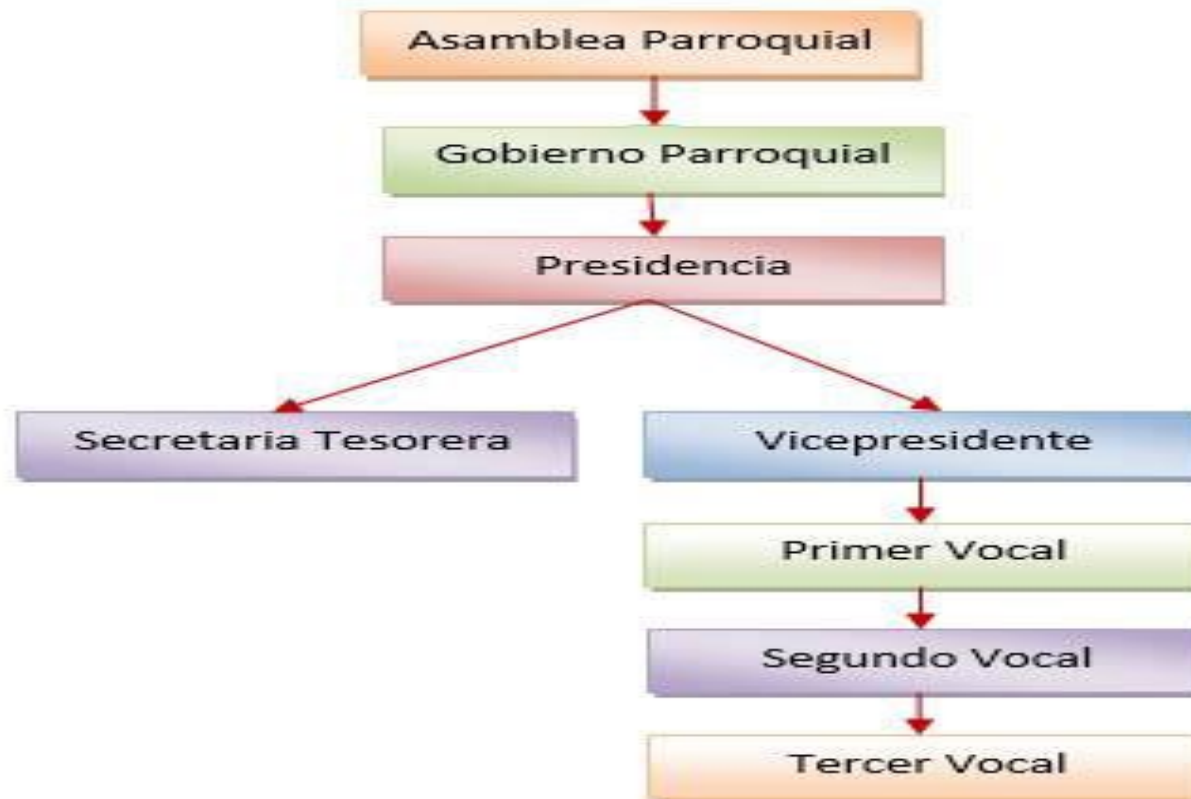 Asamblea Parroquial
Gobierno Parroquial
Presidencia
Secretaria Tesorera
Vicepresidente
Primer Vocal
Segundo Vocal
Tercer Vocal